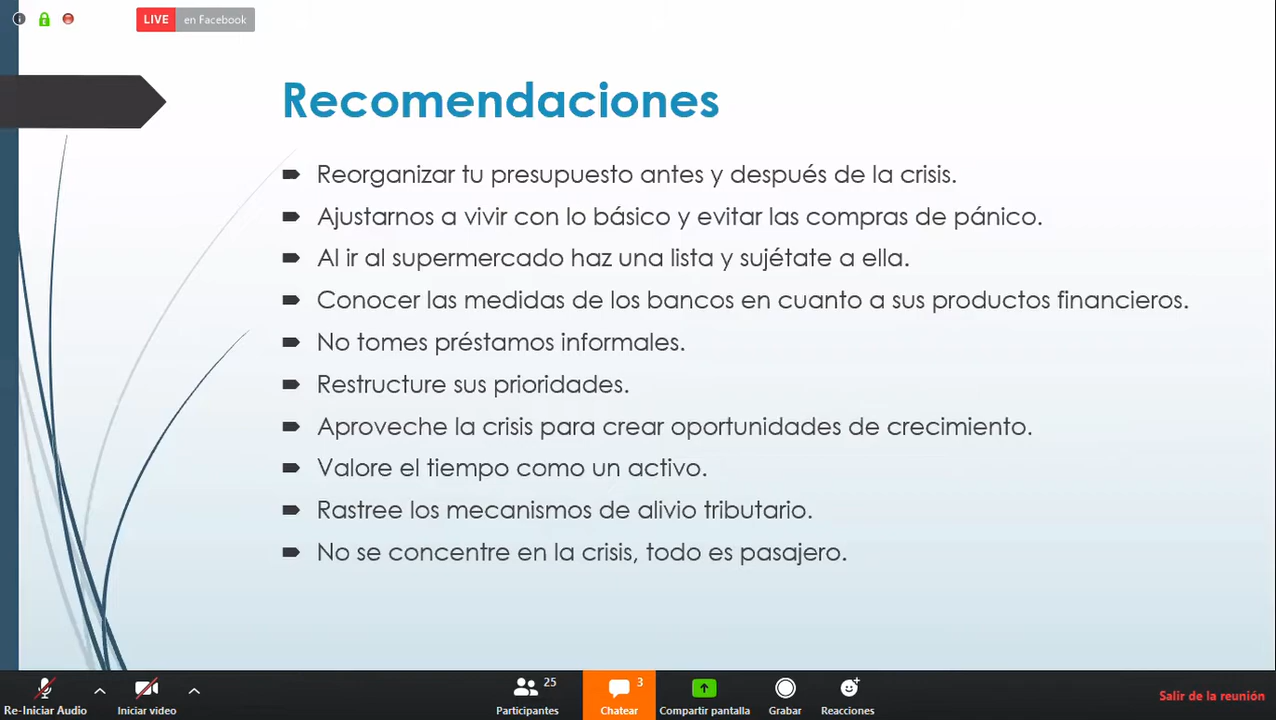 LIVE en Facebook
Recomendaciones
Reorganizar tu presupuesto antes y después de la crisis.
Ajustarnos a vivir con lo básico y evitar las compras de pánico.
Al ir al supermercado haz una lista y sujétate a ella.
Conocer las medidas de los bancos en cuanto a sus productos financieros.
No tomes préstamos informales.
Restructure sus prioridades.
Aproveche la crisis para crear oportunidades de crecimiento.
Valore el tiempo como un activo.
Rastree los mecanismos de alivio tributario.
No se concentre en la crisis, todo es pasajero.
25
3
Re-Iniciar Audio
Iniciar video
Participantes
Chatear
Compartir pantalla
Grabar
Reacciones
Salir de la reunión